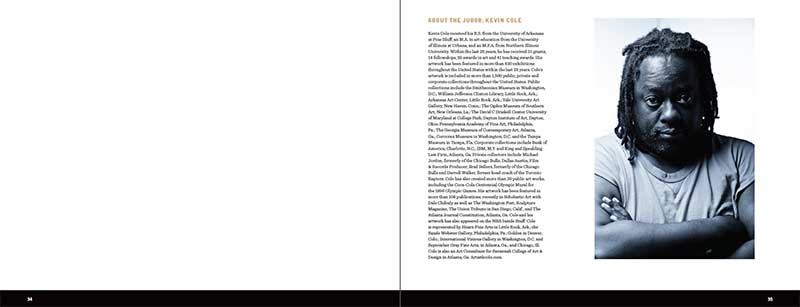 ABOUT THE JUROR: KEVIN COLE
Kevin Cole received his B.S. from the University of Arkansas
at Pine Bluff, an M.A. in art education from the University
of Illinois at Urbana, and an M.F.A. from Northern Illinois
University. Within the last 25 years, he has received 21 grants,
14 fellowships, 20 awards in art and 41 teaching awards. His
artwork has been featured in more than 430 exhibitions
throughout the United States within the last 25 years. Cole's
artwork is included in more than 1,500 public, private and
corporate collections throughout the United States. Public
collections include the Smithsonian Museum in Washington,
D.C., William Jefferson Clinton Library, Little Rock, Ark.;
Arkansas Art Center, Little Rock, Ark.; Yale University Art
Gallery, New Haven, Conn.; The Ogden Museum of Southern
Art, New Orleans, La.; The David C Driskell Center University
of Maryland at College Park; Dayton Institute of Art, Dayton,
Ohio; Pennsylvania Academy of Fine Art, Philadelphia,
Pa.; The Georgia Museum of Contemporary Art, Atlanta,
Ga.; Corcoran Museum in Washington, D.C. and the Tampa
Museum in Tampa, Fla. Corporate collections include Bank of
America; Charlotte, N.C., IBM, M.Y. and King and Spaulding
Law Firm, Atlanta, Ga. Private collectors include Michael
Jordan, formerly of the Chicago Bulls, Dallas Austin, Film
& Records Producer, Brad Sellers, formerly of the Chicago
Bulls and Darrell Walker, former head coach of the Toronto
Raptors. Cole has also created more than 30 public art works,
including the Coca-Cola Centennial Olympic Mural for
the 1996 Olympic Games. His artwork has been featured in
more than 100 publications, recently in Scholastic Art with
Dale Chihuly as well as The Washington Post, Sculpture
Magazine, The Union Tribune in San Diego, Calif., and The
Atlanta Journal Constitution, Atlanta, Ga. Cole and his
artwork has also appeared on the NBA Inside Stuff. Cole
is represented by Hearn Fine Arts in Little Rock, Ark.; the
Sande Webster Gallery, Philadelphia, Pa.; in Denver,
Colo.; International Visions Gallery in Washington, D.C. and
September Gray Fine Arts, in Atlanta, Ga., and Chicago, Ill.
Cole is also an Art Consultant for Savannah College of Art &
Design in Atlanta, Ga.
34
35